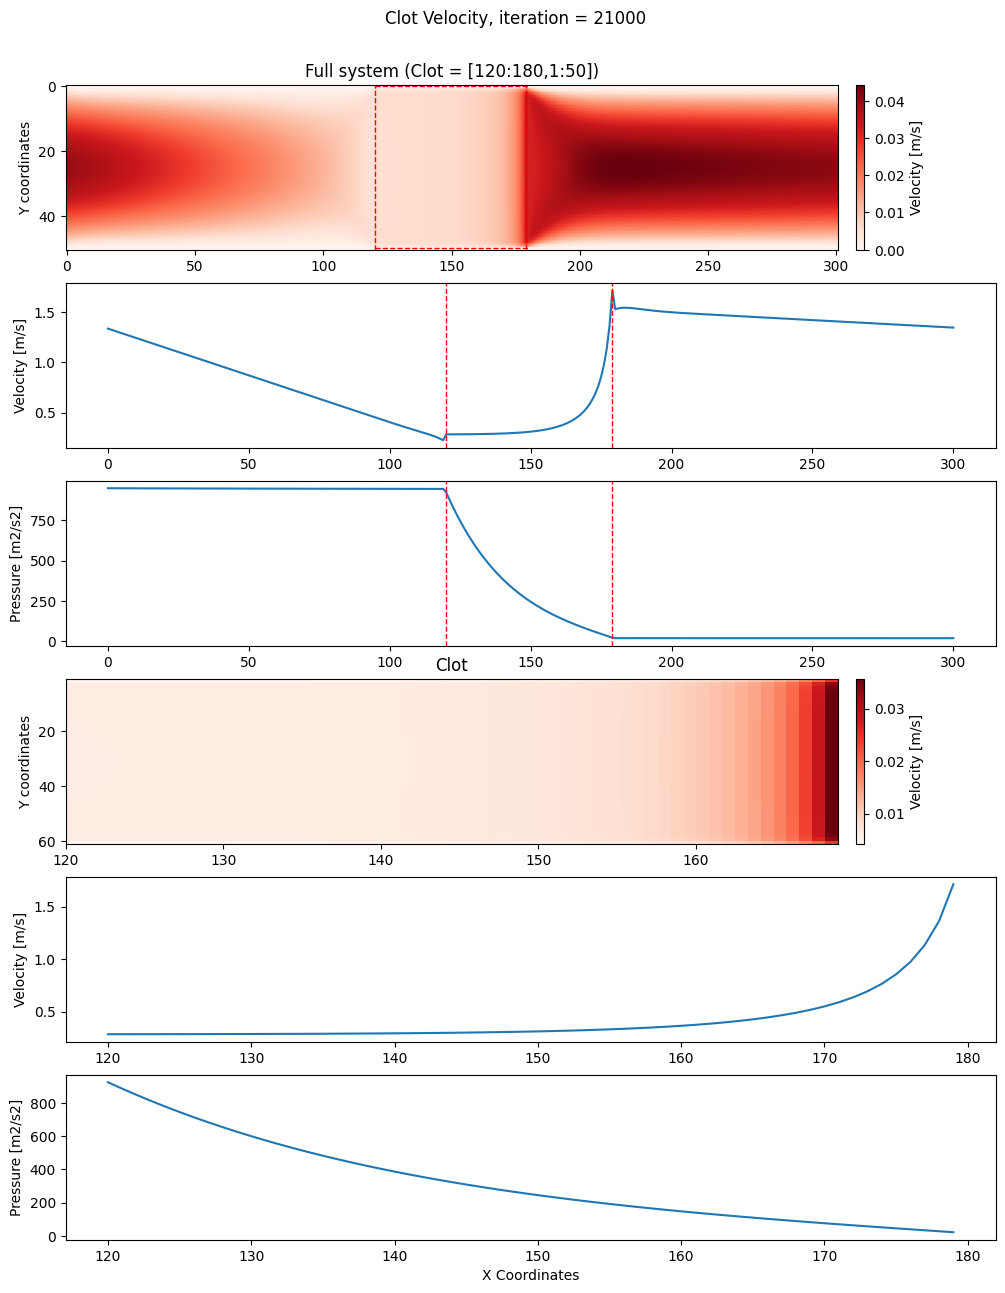 Clot Velocity, iteration = 21000
Full system (Clot = [120:180,1:50])
0
20
40
Y coordinates
0 50 100 150 200 250 300
0.04
0.03
0.02
0.01
0.00
Velocity [m/s]
1.5
1.0
0.5
Velocity [m/s]
0 50 100 150 200 250 300
750
500
250
0
Pressure [m2/s2]
0 50 100 150 200 250 300
Clot
20
40
60
Y coordinates
120 130 140 150 160
0.03
0.02
0.01
Velocity [m/s]
1.5
1.0
0.5
Velocity [m/s]
120 130 140 150 160 170 180
800
600
400
200
0
Pressure [m2/s2]
120 130 140 150 160 170 180
X Coordinates